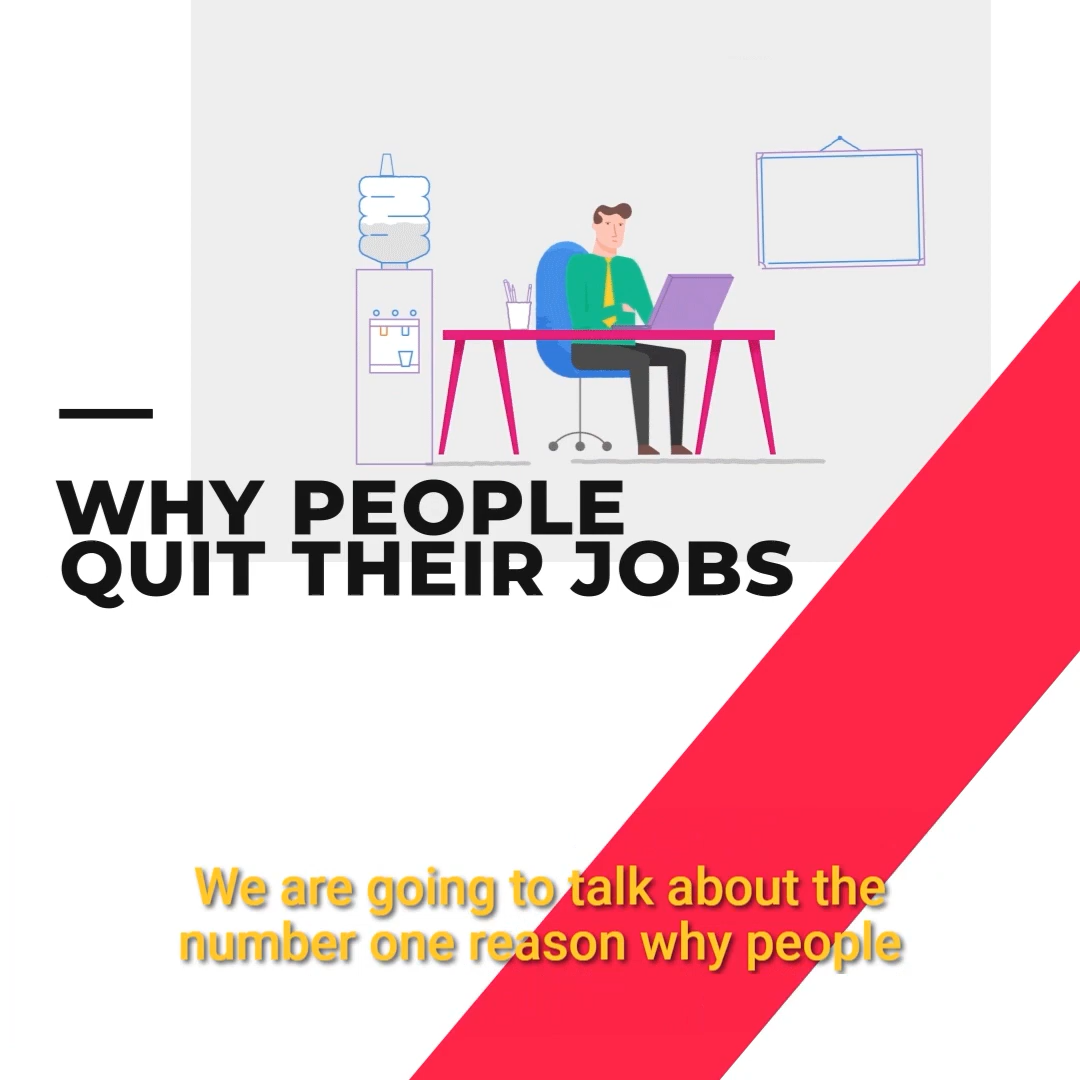 WHY PEOPLE
QUIT THEIR JOBS
We are going to talk about the
number one reason why people